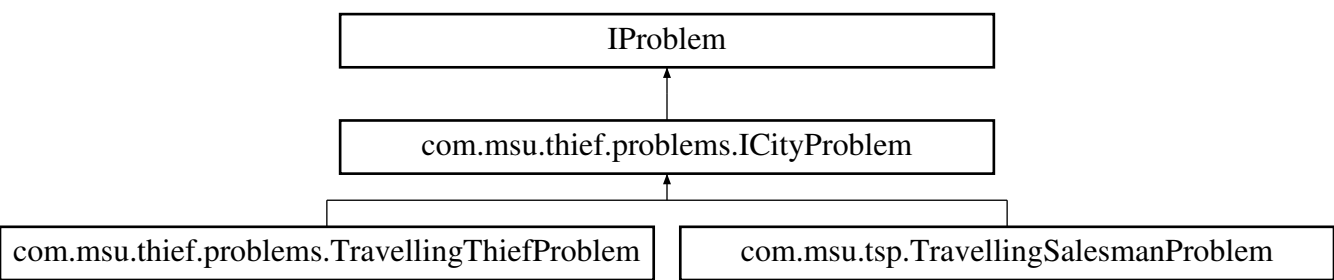 IProblem
com.msu.thief.problems.ICityProblem
com.msu.thief.problems.TravellingThiefProblem
com.msu.tsp.TravellingSalesmanProblem